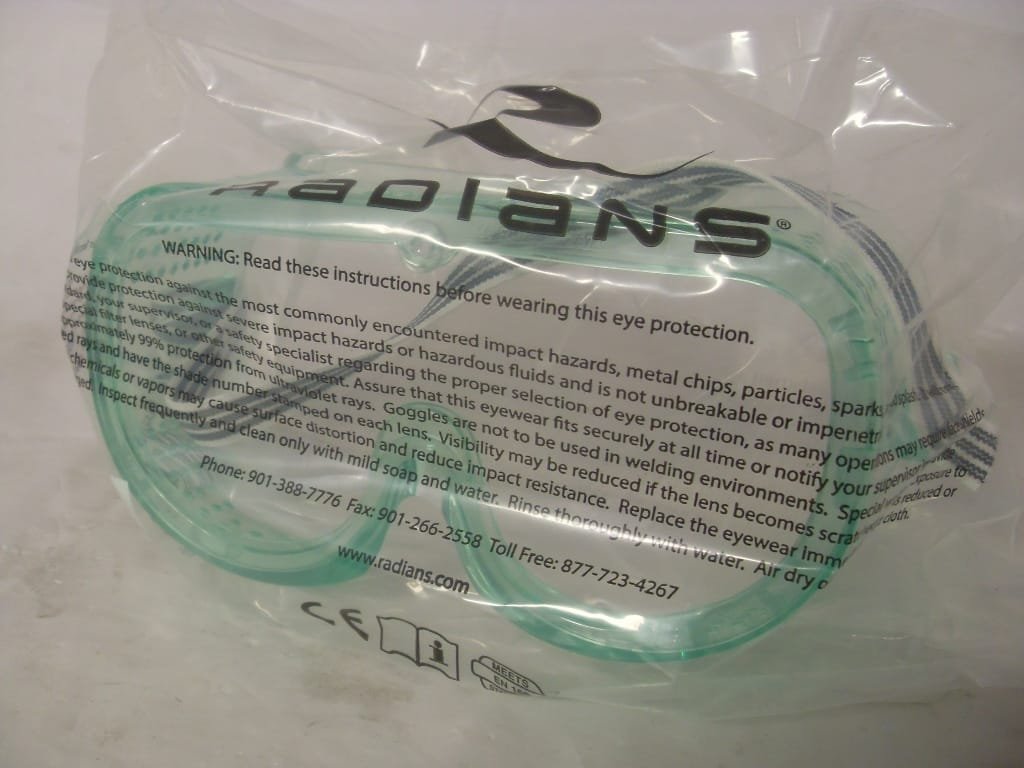 RADIANS®
WARNING: Read these instructions before wearing this eye protection.
eye protection against the most commonly encountered impact hazards, metal chips, particles, sparks
provide protection against severe impact hazards or hazardous fluids and is not unbreakable or
your supervisor, or a safety specialist regarding the proper selection of eye protection, as many operations may require
special filter lenses, or other safety equipment. Assure that this eyewear fits securely at all time or notify your supervisor
approximately 99% protection from ultraviolet rays. Goggles are not to be used in welding environments.
rays and have the shade number stamped on each lens. Visibility may be reduced if the lens becomes exposure to
chemicals or vapors may cause surface distortion and reduce impact resistance. Replace the eyewear is reduced or
Inspect frequently and clean only with mild soap and water. Rinse thoroughly with water. Air dry cloth.
Phone: 901-388-7776 Fax: 901-266-2558 Toll Free: 877-723-4267
www.radians.com
CE i MEETS
EN